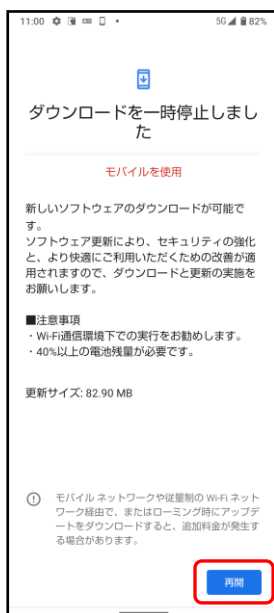 11:00
5G 82%
ダウンロードを一時停止しまし
た
モバイルを使用
新しいソフトウェアのダウンロードが可能で
す。
ソフトウェア更新により、セキュリティの強化
と、より快適にご利用いただくための改善が適
用されますので、ダウンロードと更新の実施を
お願いします。
■注意事項
・Wi-Fi通信環境下での実行をお勧めします。
・40%以上の電池残量が必要です。
更新サイズ: 82.90 MB
モバイル ネットワークや従量制の Wi-Fi ネット
ワーク経由で、またはローミング時にアップデ
ートをダウンロードすると、追加料金が発生す
る場合があります。
再開